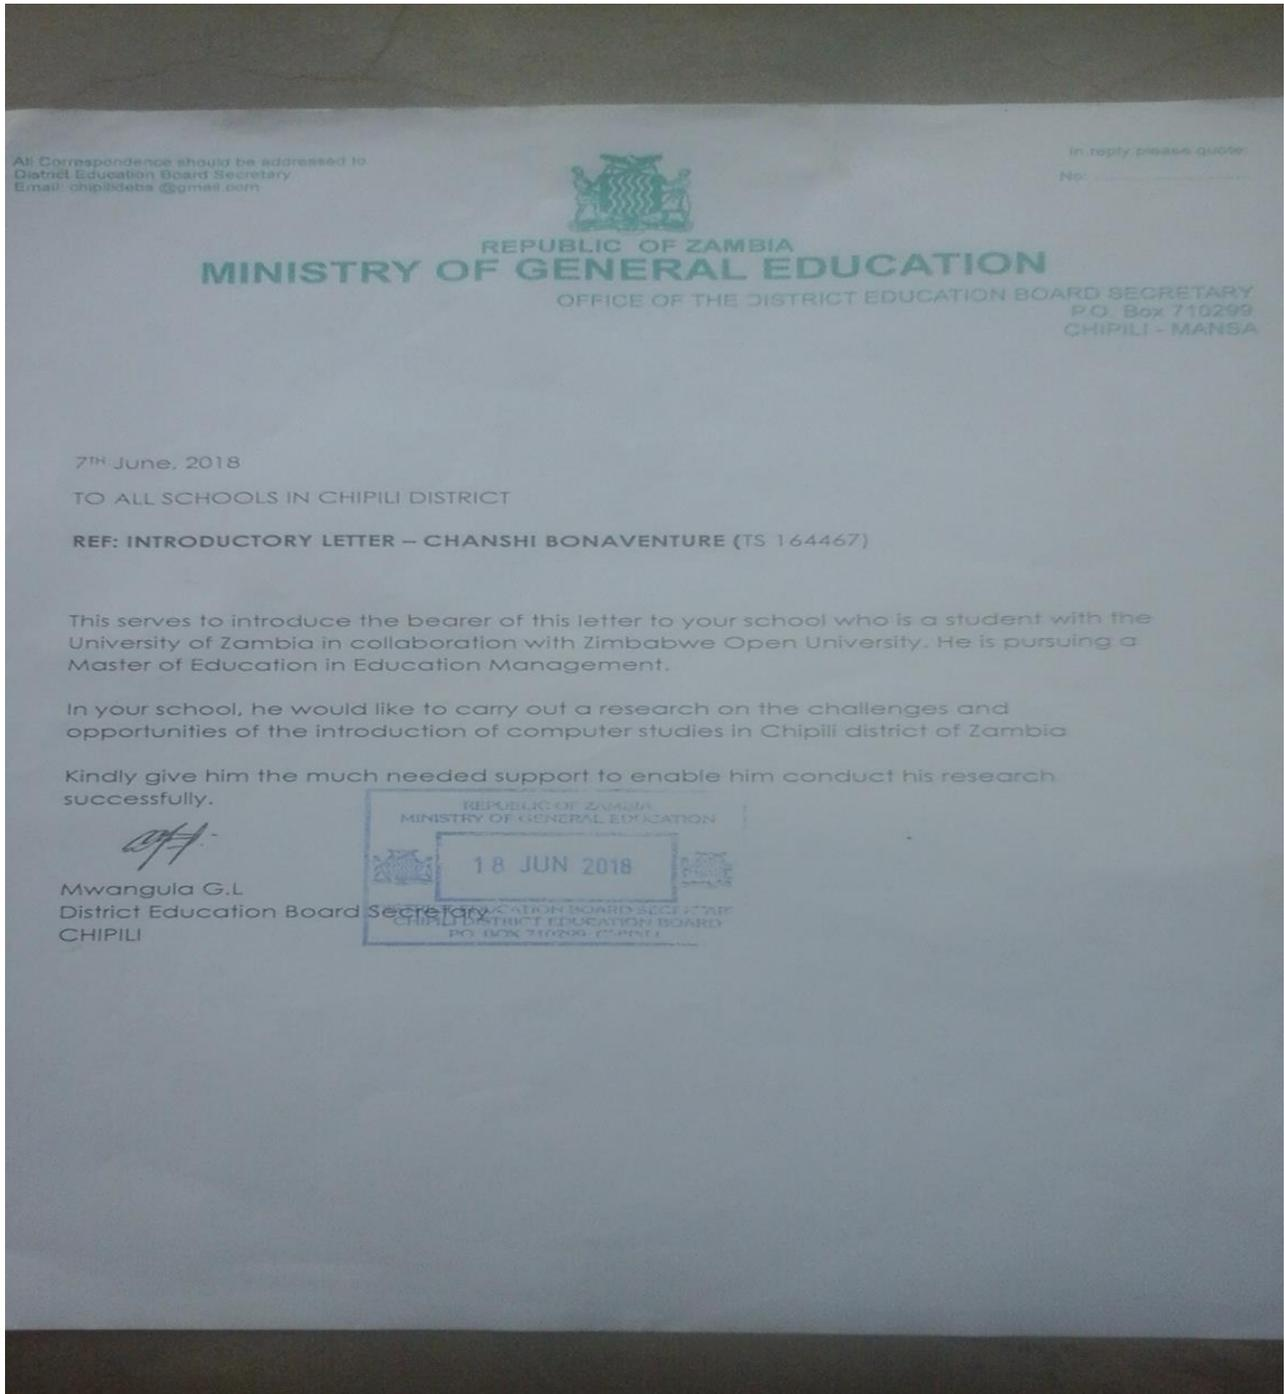 All Correspondence should be addressed to
District Education Board Secretary
Email: chipilidebs @gmail.com
In reply please quote:
No:
REPUBLIC OF ZAMBIA
MINISTRY OF GENERAL EDUCATION
OFFICE OF THE DISTRICT EDUCATION BOARD SECRETARY
P.O. Box 710299
CHIPILI - MANSA
7TH June, 2018
TO ALL SCHOOLS IN CHIPILI DISTRICT
REF: INTRODUCTORY LETTER – CHANSHI BONAVENTURE (TS 164467)
This serves to introduce the bearer of this letter to your school who is a student with the
University of Zambia in collaboration with Zimbabwe Open University. He is pursuing a
Master of Education in Education Management.
In your school, he would like to carry out a research on the challenges and
opportunities of the introduction of computer studies in Chipili district of Zambia
Kindly give him the much needed support to enable him conduct his research
successfully.
REPUBLIC OF ZAMBIA
MINISTRY OF GENERAL EDUCATION
18 JUN 2018
Mwangula G.L
District Education Board Secretary
CHIPILI
EDUCATION BOARD SECRETARY
CHIPILI DISTRICT EDUCATION BOARD
PO BOX 710299